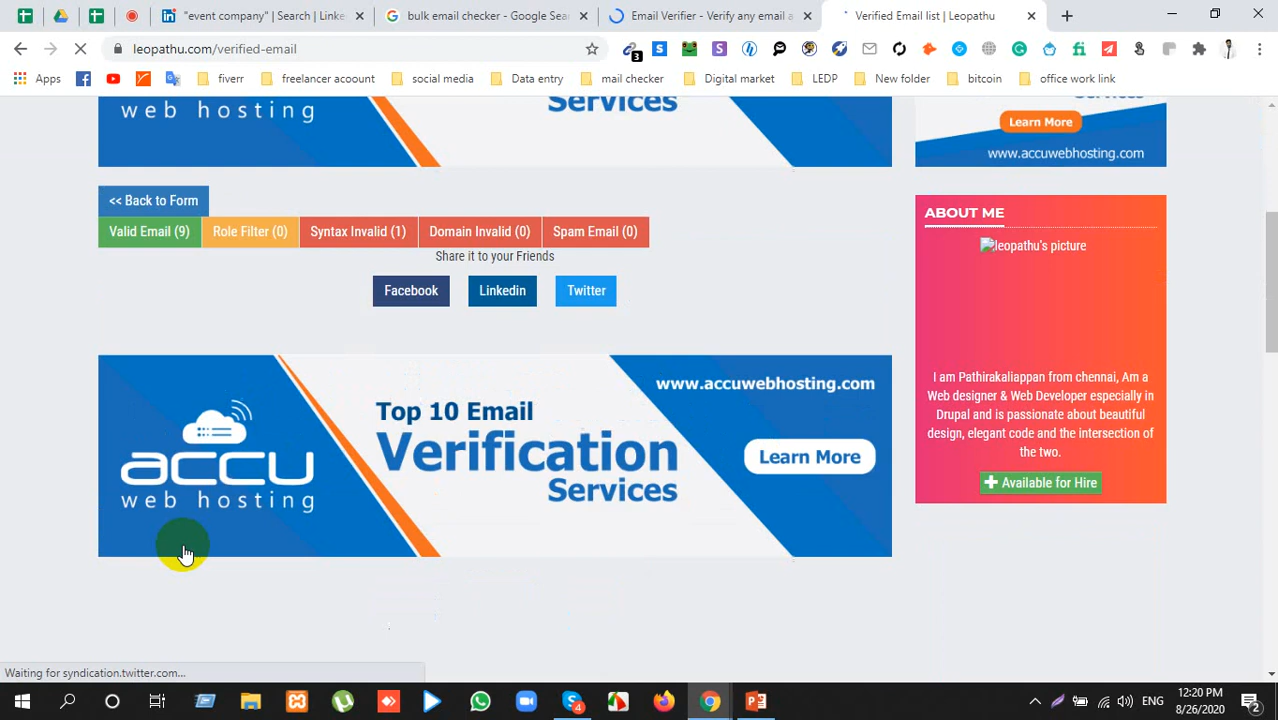 "event company" | Search | Linke
bulk email checker - Google Sea
Email Verifier - Verify any email a
Verified Email list | Leopathu
leopathu.com/verified-email
3
Apps
fiverr
freelancer acoount
social media
Data entry
mail checker
Digital market
LEDP
New folder
bitcoin
office work link
web hosting
Services
Services
Learn More
www.accuwebhosting.com
<< Back to Form
Valid Email (9)
Role Filter (0)
Syntax Invalid (1)
Domain Invalid (0)
Spam Email (0)
Share it to your Friends
Facebook
Linkedin
Twitter
ABOUT ME
leopathu's picture
I am Pathirakaliappan from chennai, Am a
Web designer & Web Developer especially in
Drupal and is passionate about beautiful
design, elegant code and the intersection of
the two.
Available for Hire
accu
web hosting
Top 10 Email
Verification
Services
www.accuwebhosting.com
Learn More
Waiting for syndication.twitter.com...
4
ENG
12:20 PM
8/26/2020
2